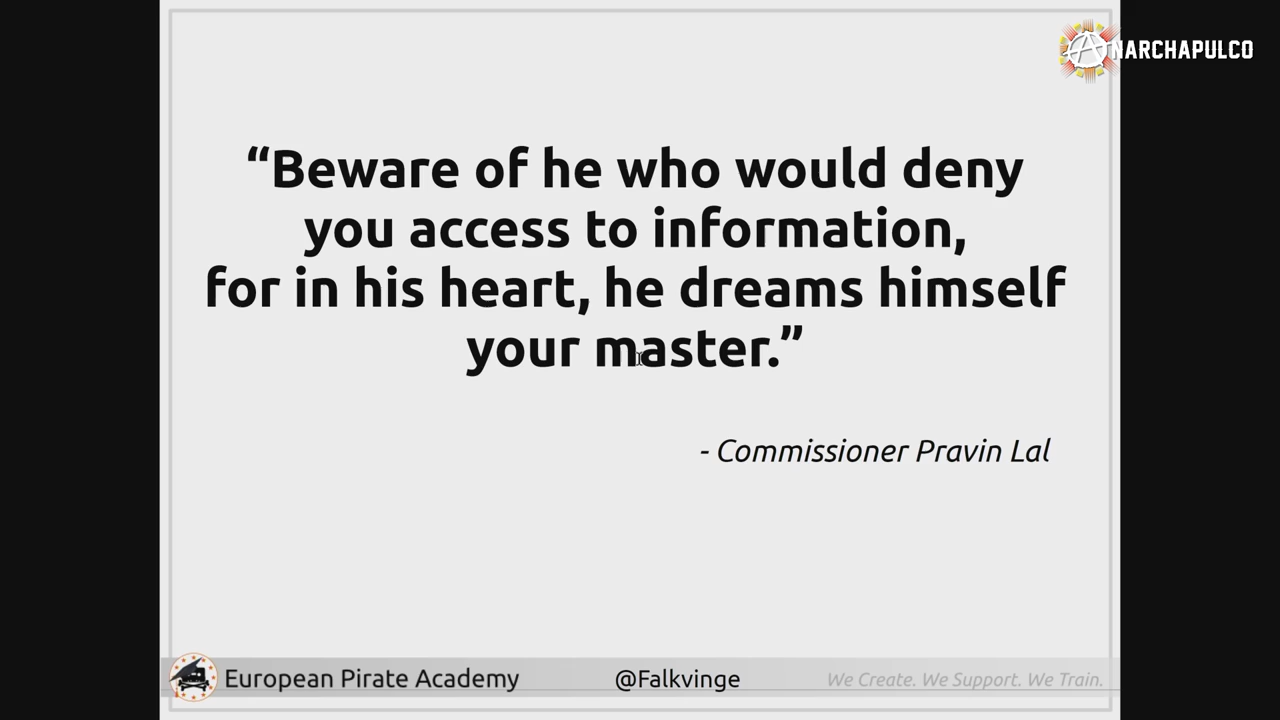 ANARCHAPULCO
“Beware of he who would deny
you access to information,
for in his heart, he dreams himself
your master.”
- Commissioner Pravin Lal
European Pirate Academy
@Falkvinge
We Create. We Support. We Train.